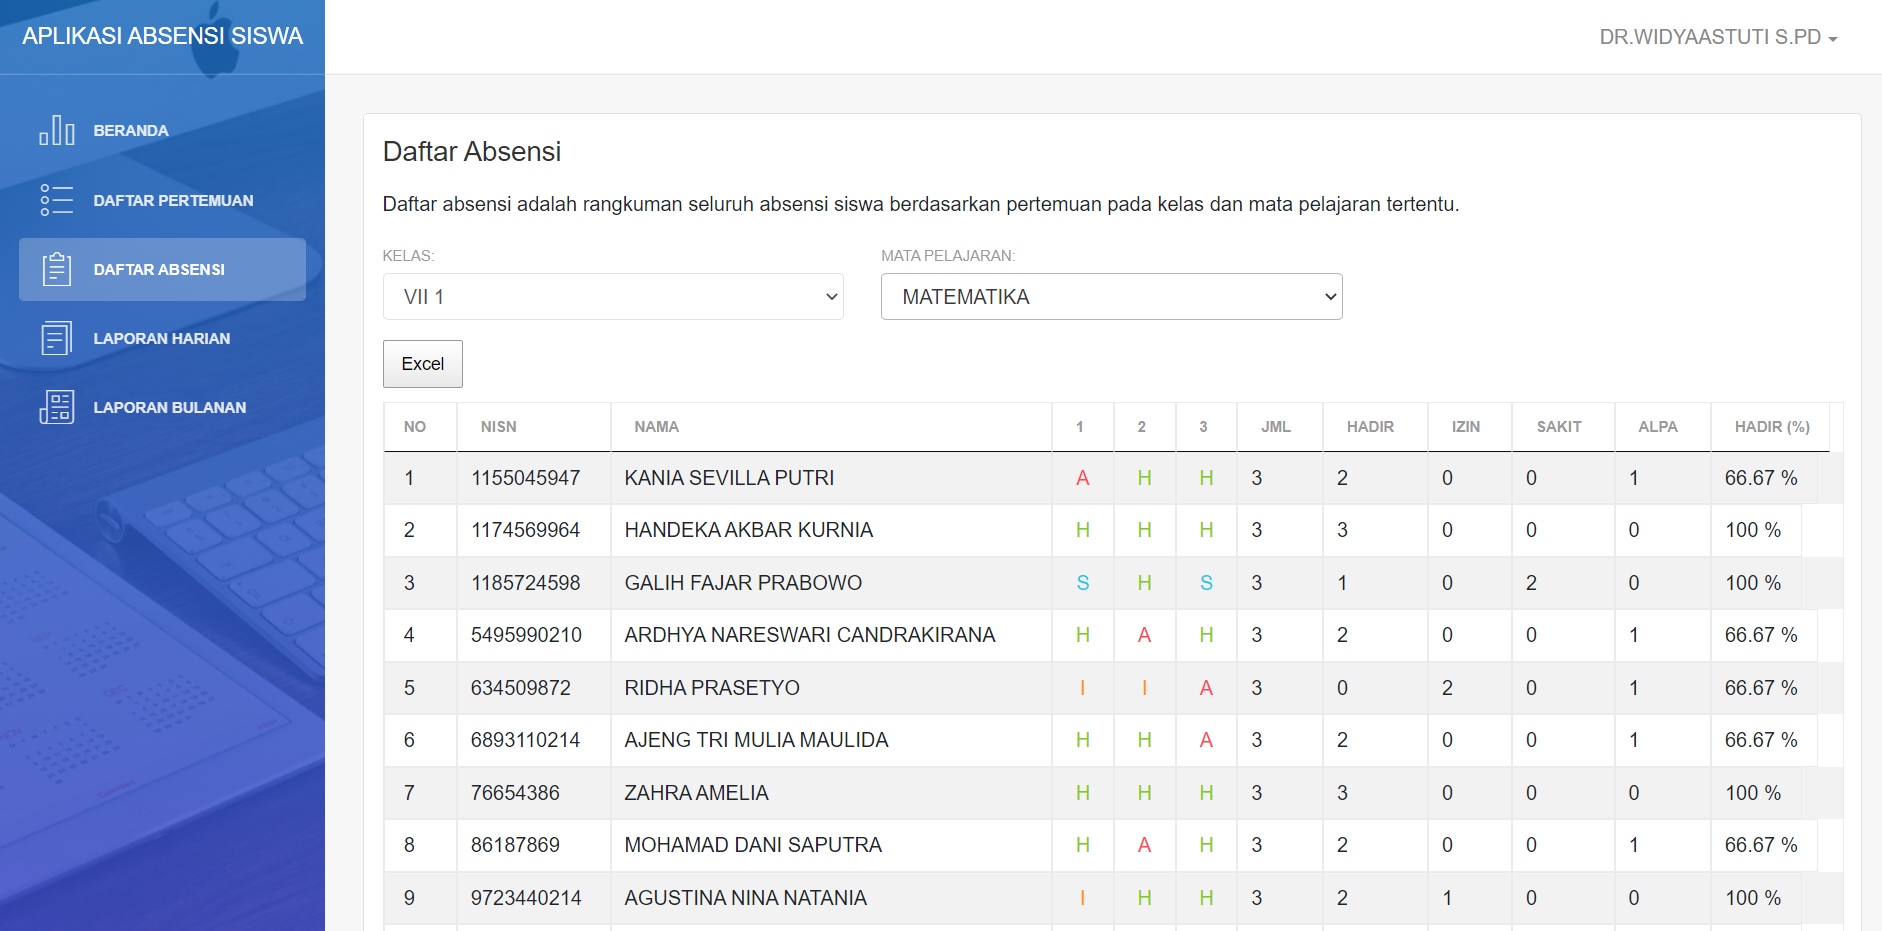 APLIKASI ABSENSI SISWA
DR.WIDYAASTUTI S.PD
BERANDA
DAFTAR PERTEMUAN
DAFTAR ABSENSI
LAPORAN HARIAN
LAPORAN BULANAN
Daftar Absensi
Daftar absensi adalah rangkuman seluruh absensi siswa berdasarkan pertemuan pada kelas dan mata pelajaran tertentu.
KELAS: MATA PELAJARAN:
VII 1 MATEMATIKA
Excel
NO NISN NAMA 1 2 3 JML HADIR IZIN SAKIT ALPA HADIR (%)
1 1155045947 KANIA SEVILLA PUTRI A H H 3 2 0 0 1 66.67 %
2 1174569964 HANDEKA AKBAR KURNIA H H H 3 3 0 0 0 100 %
3 1185724598 GALIH FAJAR PRABOWO S H S 3 1 0 2 0 100 %
4 5495990210 ARDHYA NARESWARI CANDRAKIRANA H A H 3 2 0 0 1 66.67 %
5 634509872 RIDHA PRASETYO I I A 3 0 2 0 1 66.67 %
6 6893110214 AJENG TRI MULIA MAULIDA H H A 3 2 0 0 1 66.67 %
7 76654386 ZAHRA AMELIA H H H 3 3 0 0 0 100 %
8 86187869 MOHAMAD DANI SAPUTRA H A H 3 2 0 0 1 66.67 %
9 9723440214 AGUSTINA NINA NATANIA I H H 3 2 1 0 0 100 %